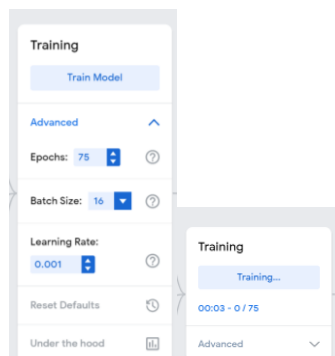 Training
Train Model
Advanced
Epochs: 75
Batch Size: 16
Learning Rate:
0.001
Reset Defaults
Under the hood
Training
Training...
00:03 - 0 / 75
Advanced